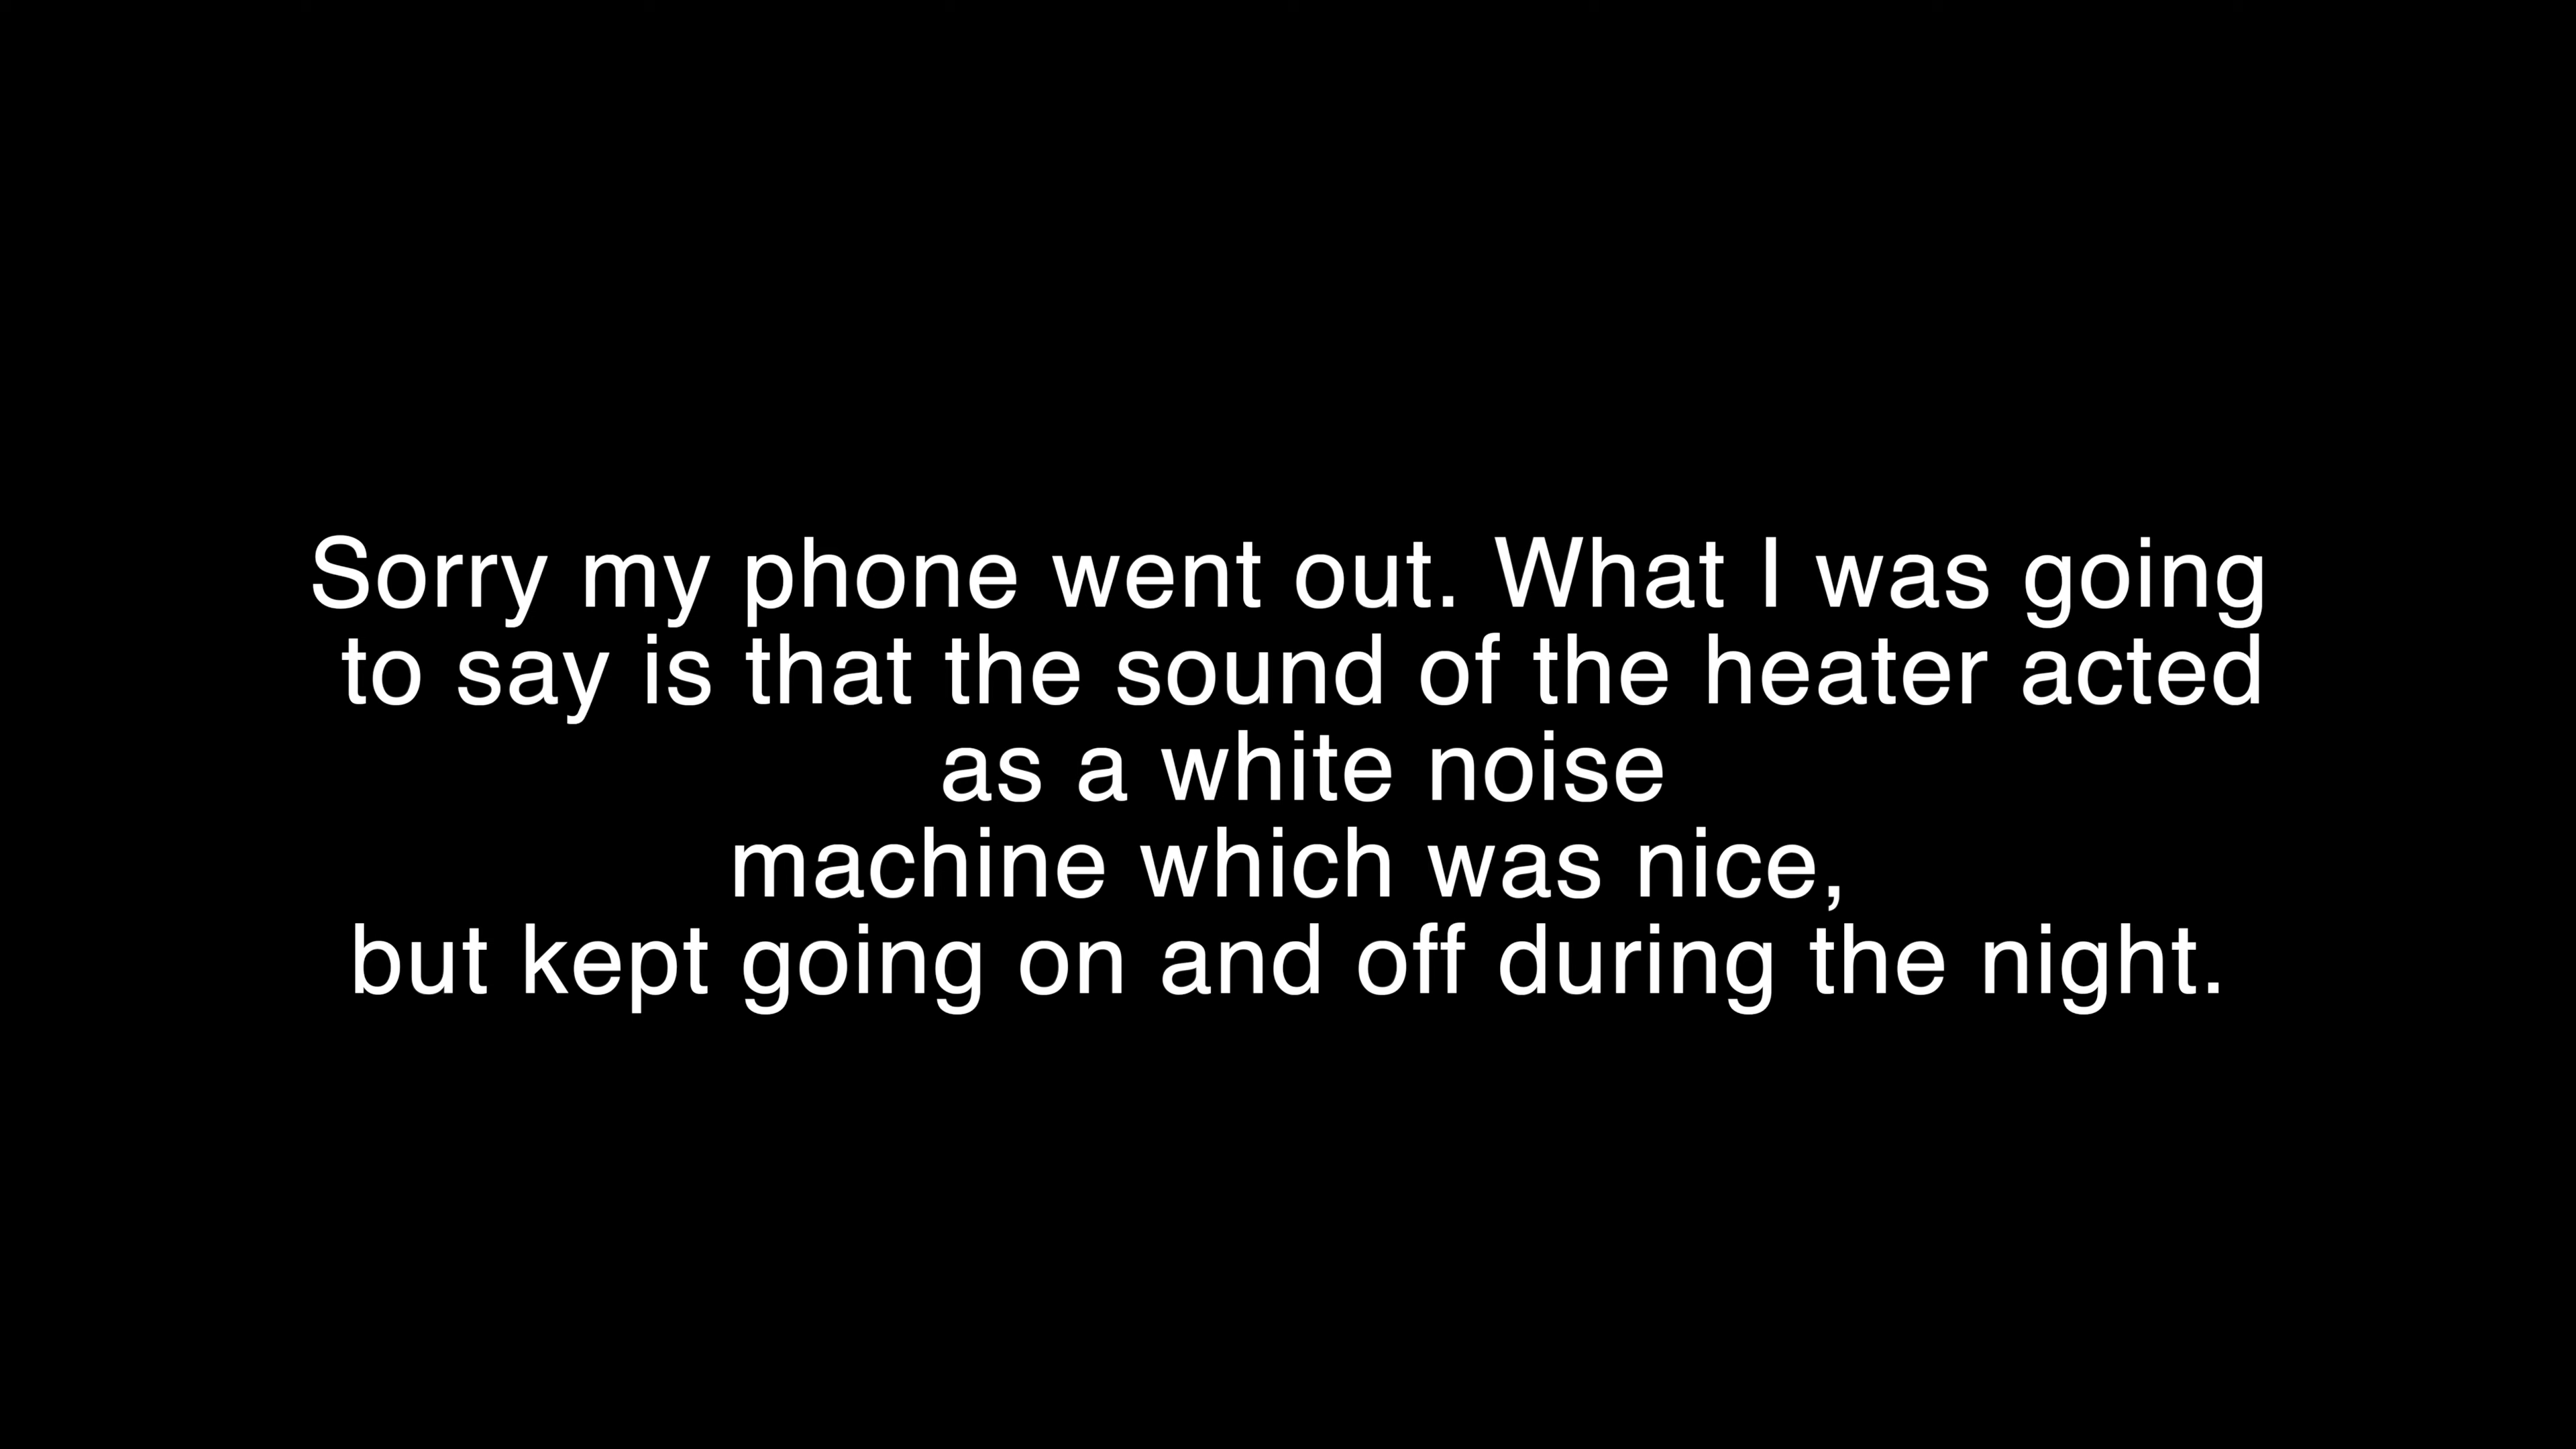 Sorry my phone went out. What I was going
to say is that the sound of the heater acted
as a white noise
machine which was nice,
but kept going on and off during the night.